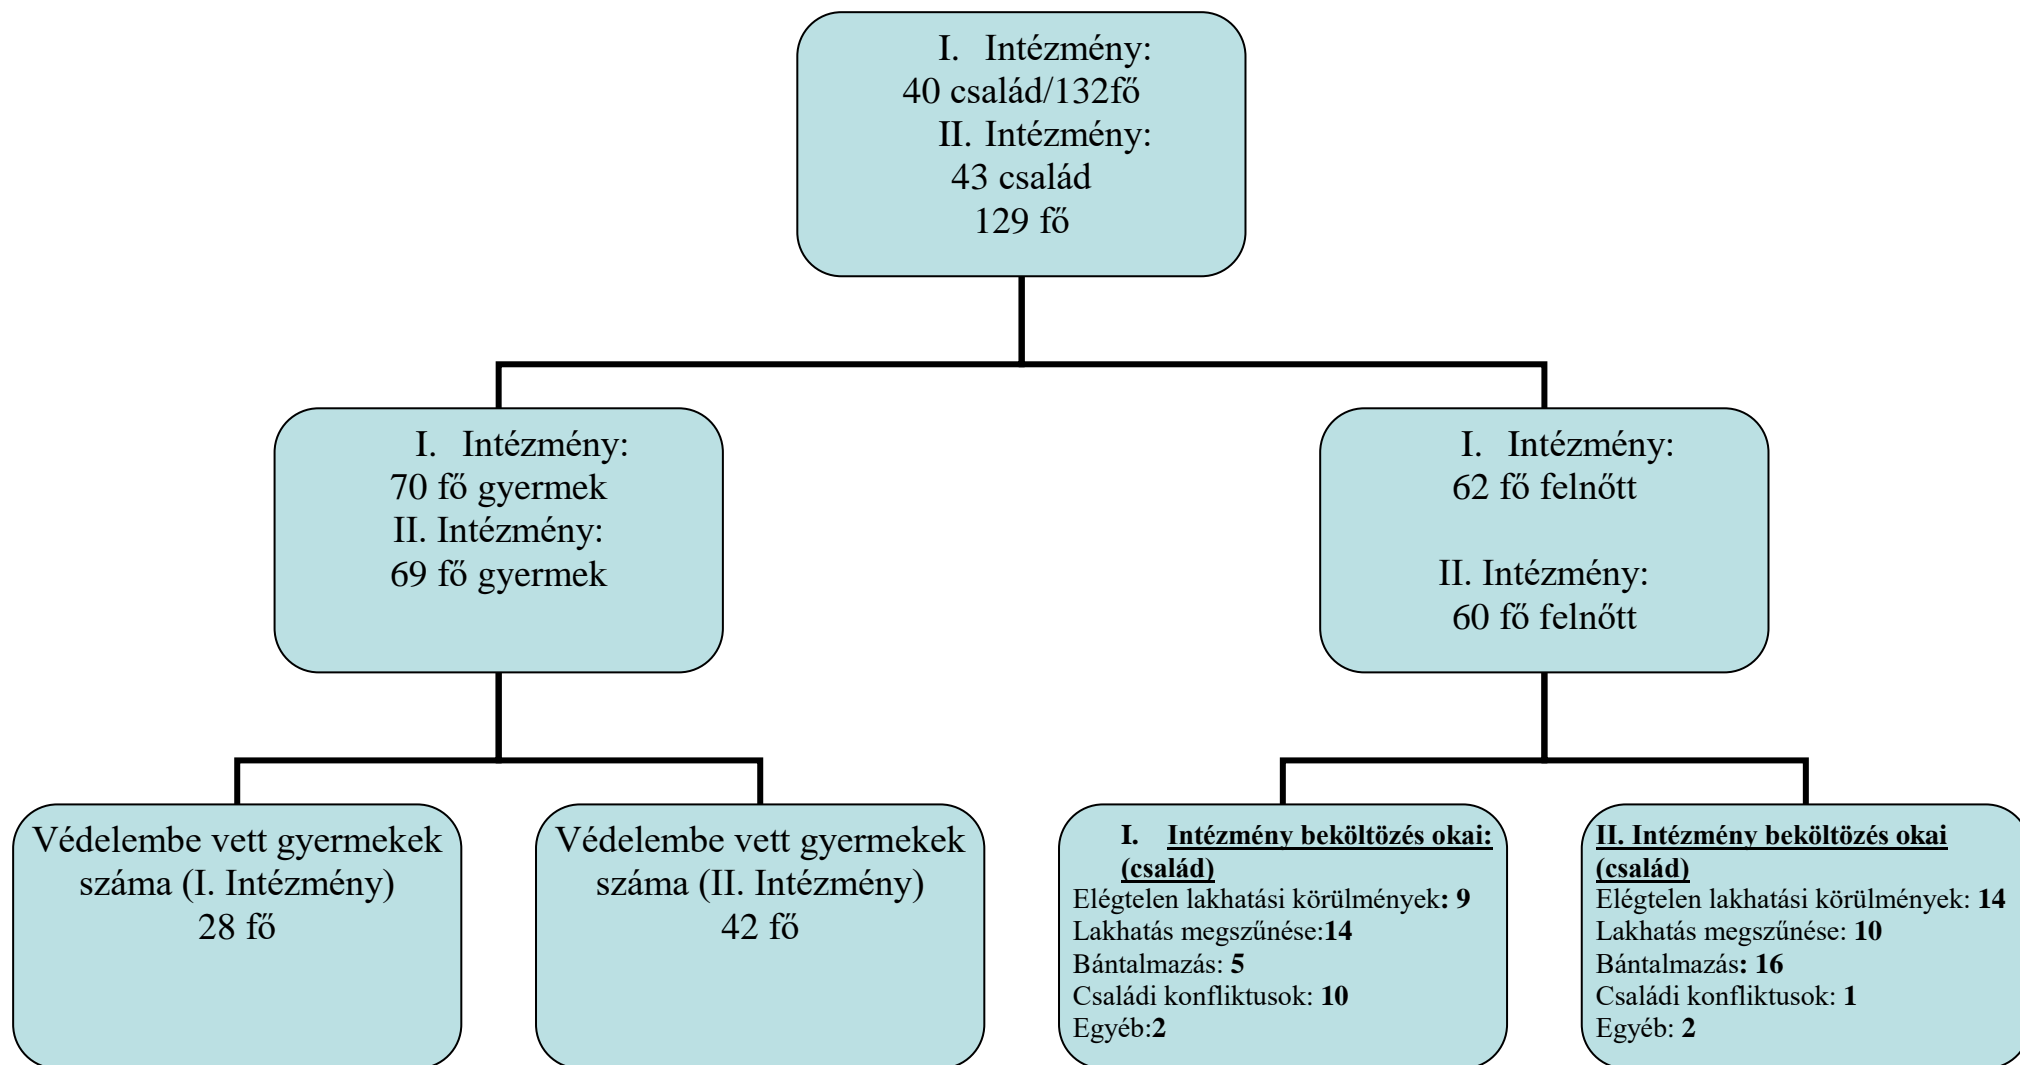 I. Intézmény:
40 család/132fő
II. Intézmény:
43 család
129 fő
I. Intézmény:
70 fő gyermek
II. Intézmény:
69 fő gyermek
I. Intézmény:
62 fő felnőtt
II. Intézmény:
60 fő felnőtt
Védelembe vett gyermekek
száma (I. Intézmény)
28 fő
Védelembe vett gyermekek
száma (II. Intézmény)
42 fő
I. Intézmény beköltözés okai:
(család)
Elégtelen lakhatási körülmények: 9
Lakhatás megszűnése:14
Bántalmazás: 5
Családi konfliktusok: 10
Egyéb:2
II. Intézmény beköltözés okai
(család)
Elégtelen lakhatási körülmények: 14
Lakhatás megszűnése: 10
Bántalmazás: 16
Családi konfliktusok: 1
Egyéb: 2